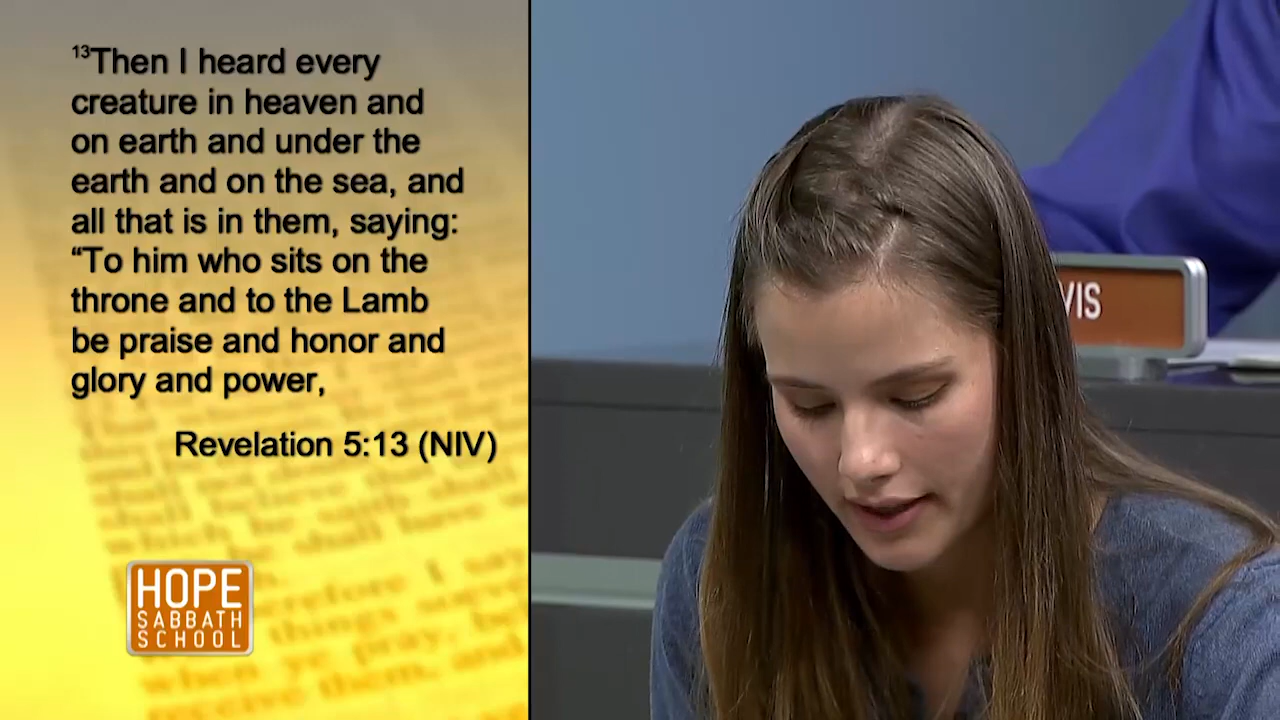 ¹³Then I heard every
creature in heaven and
on earth and under the
earth and on the sea, and
all that is in them, saying:
“To him who sits on the
throne and to the Lamb
be praise and honor and
glory and power,
Revelation 5:13 (NIV)
HOPE
SABBATH
SCHOOL
VIS